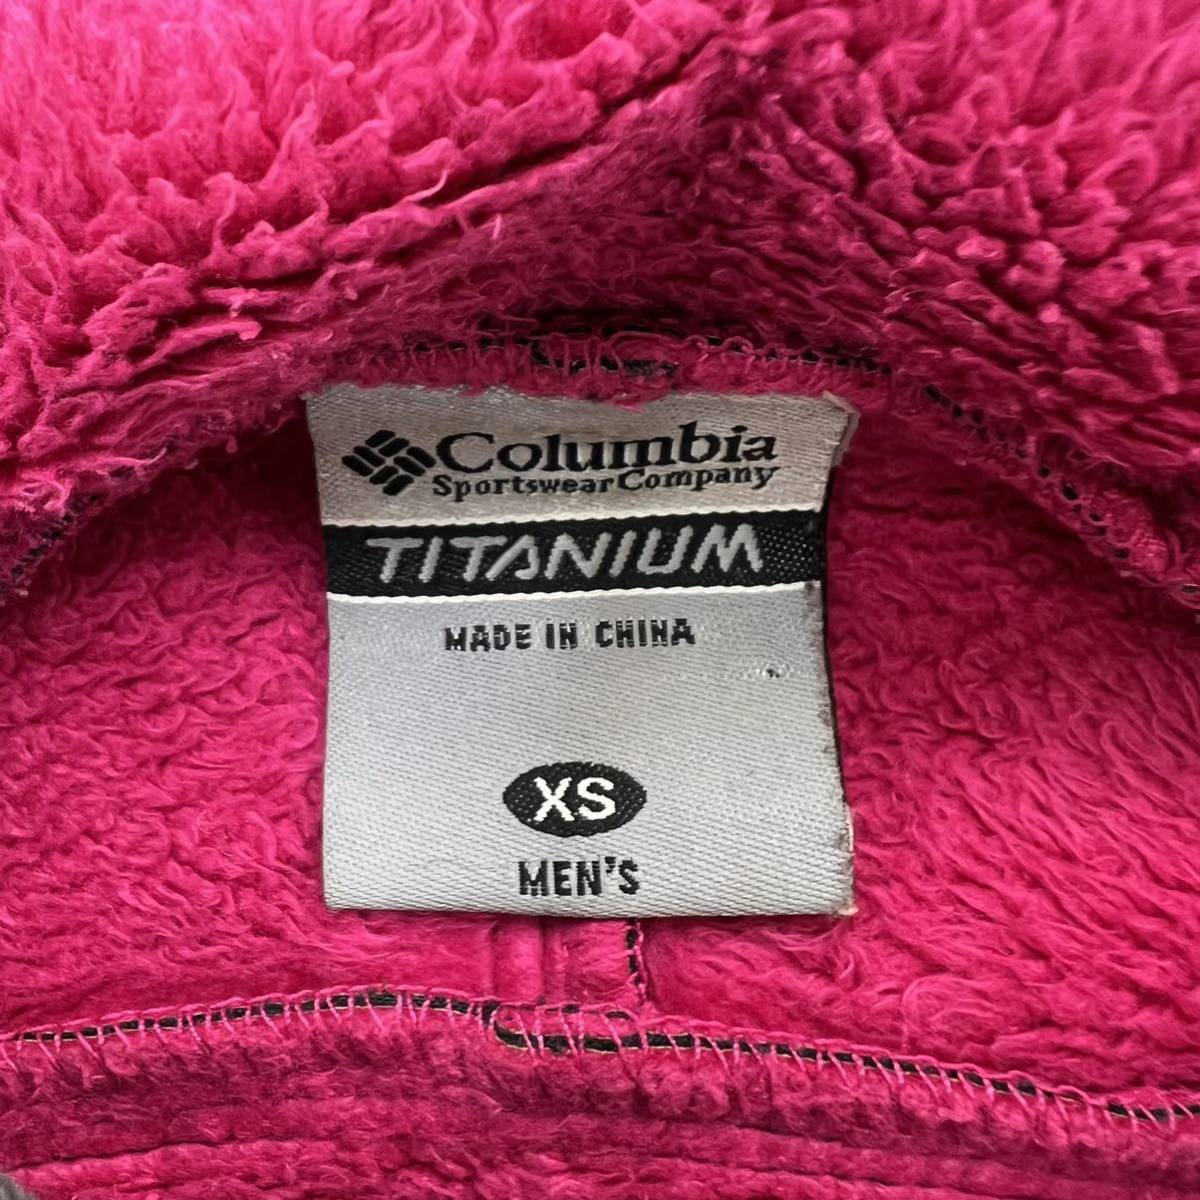 Columbia
Sportswear Company
TITANIUM
MADE IN CHINA
XS
MEN'S